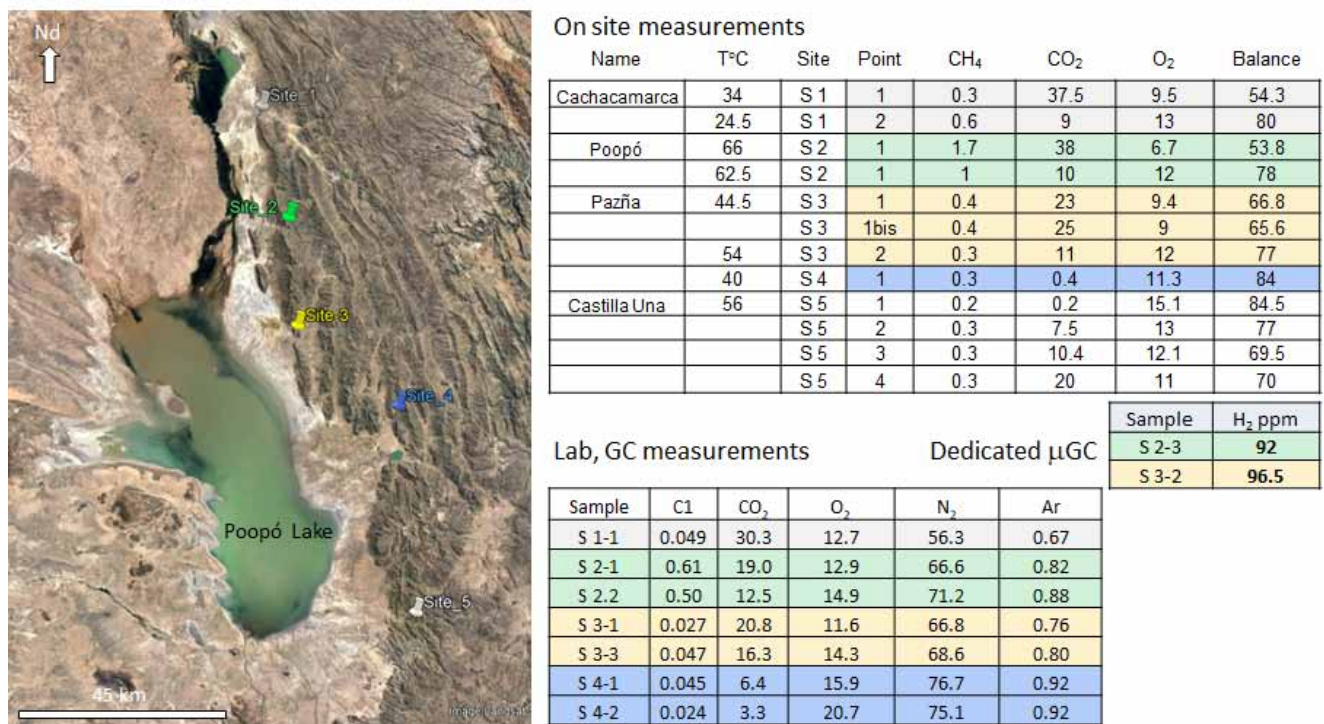 Nd
Site_1
Site_2
Site-3
Site_4
Site_5
Poopó Lake
45 km
On site measurements
Name T°C Site Point CH₄ CO₂ O₂ Balance
Cachacamarca 34 S 1 1 0.3 37.5 9.5 54.3
24.5 S 1 2 0.6 9 13 80
Poopó 66 S 2 1 1.7 38 6.7 53.8
62.5 S 2 1 1 10 12 78
Pazña 44.5 S 3 1 0.4 23 9.4 66.8
S 3 1bis 0.4 25 9 65.6
54 S 3 2 0.3 11 12 77
40 S 4 1 0.3 0.4 11.3 84
Castilla Una 56 S 5 1 0.2 0.2 15.1 84.5
S 5 2 0.3 7.5 13 77
S 5 3 0.3 10.4 12.1 69.5
S 5 4 0.3 20 11 70
Lab, GC measurements
Sample C1 CO₂ O₂ N₂ Ar
S 1-1 0.049 30.3 12.7 56.3 0.67
S 2-1 0.61 19.0 12.9 66.6 0.82
S 2.2 0.50 12.5 14.9 71.2 0.88
S 3-1 0.027 20.8 11.6 66.8 0.76
S 3-3 0.047 16.3 14.3 68.6 0.80
S 4-1 0.045 6.4 15.9 76.7 0.92
S 4-2 0.024 3.3 20.7 75.1 0.92
Dedicated µGC
Sample H₂ ppm
S 2-3 92
S 3-2 96.5